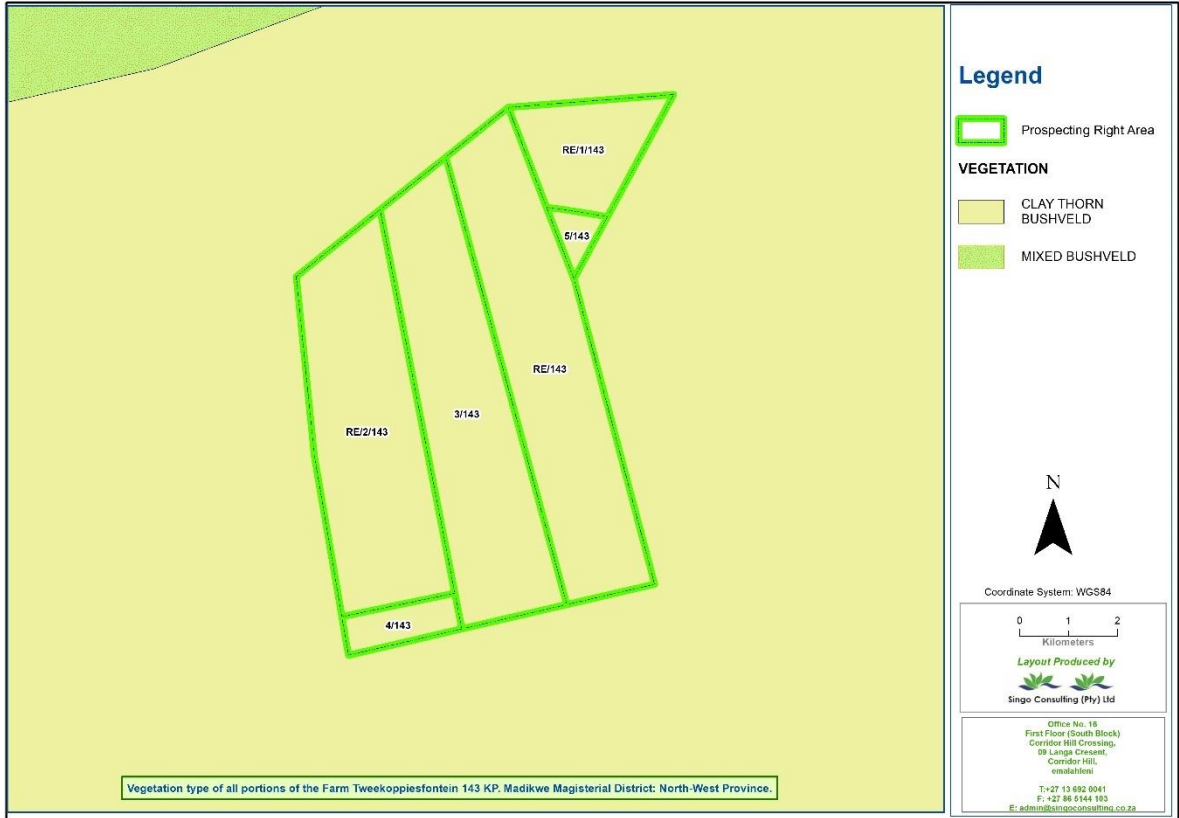 RE/1/143
5/143
RE/143
3/143
RE/2/143
4/143
Vegetation type of all portions of the Farm Tweekoppiesfontein 143 KP. Madikwe Magisterial District: North-West Province.
Legend
Prospecting Right Area
VEGETATION
CLAY THORN
BUSHVELD
MIXED BUSHVELD
N
Coordinate System: WGS84
0 1 2
Kilometers
Layout Produced by
Singo Consulting (Pty) Ltd
Office No. 16
First Floor (South Block)
Corridor Hill Crossing,
09 Langa Cresent,
Corridor Hill,
emalahleni
T:+27 13 692 0041
F: +27 86 5144 103
E: admin@singoconsulting.co.za